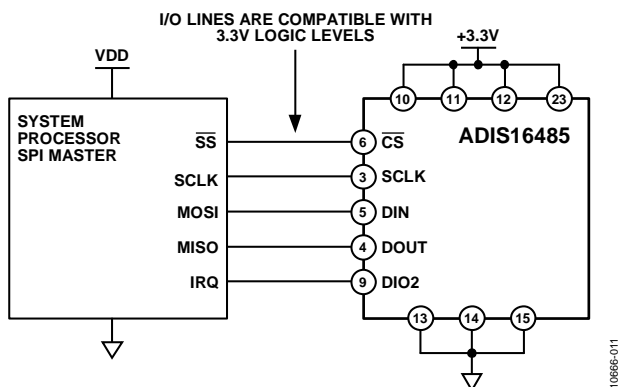 I/O LINES ARE COMPATIBLE WITH
3.3V LOGIC LEVELS
VDD
+3.3V
10
11
12
23
SYSTEM
PROCESSOR
SPI MASTER
ADIS16485
SS
6
CS
SCLK
3
SCLK
MOSI
5
DIN
MISO
4
DOUT
IRQ
9
DIO2
13
14
15
10666-011